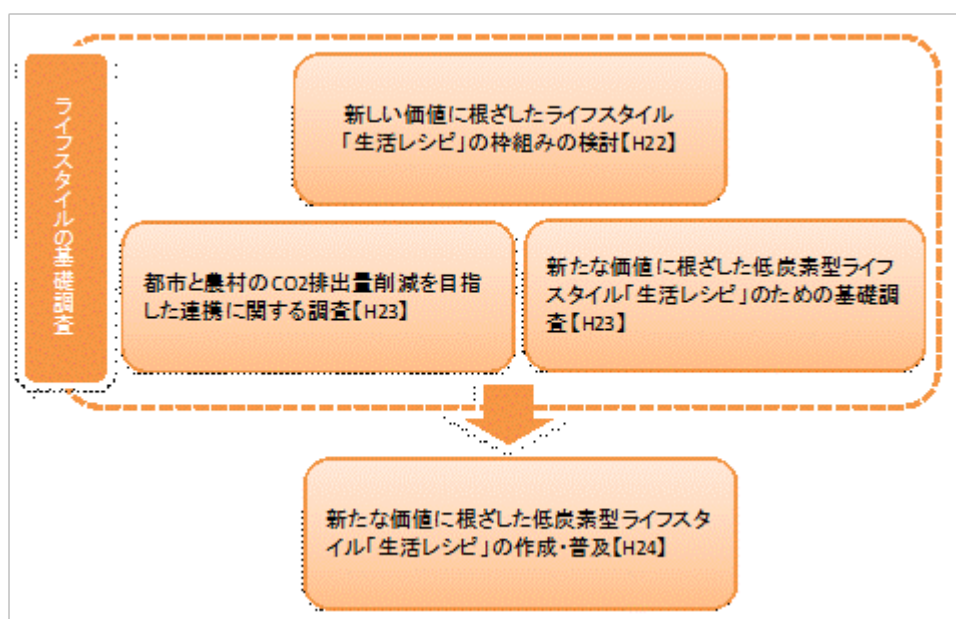 ライフスタイルの基礎調査
新しい価値に根ざしたライフスタイル
「生活レシピ」の枠組みの検討【H22】
都市と農村のCO2排出量削減を目指
した連携に関する調査【H23】
新たな価値に根ざした低炭素型ライフ
スタイル「生活レシピ」のための基礎調
査【H23】
新たな価値に根ざした低炭素型ライフスタ
イル「生活レシピ」の作成・普及【H24】